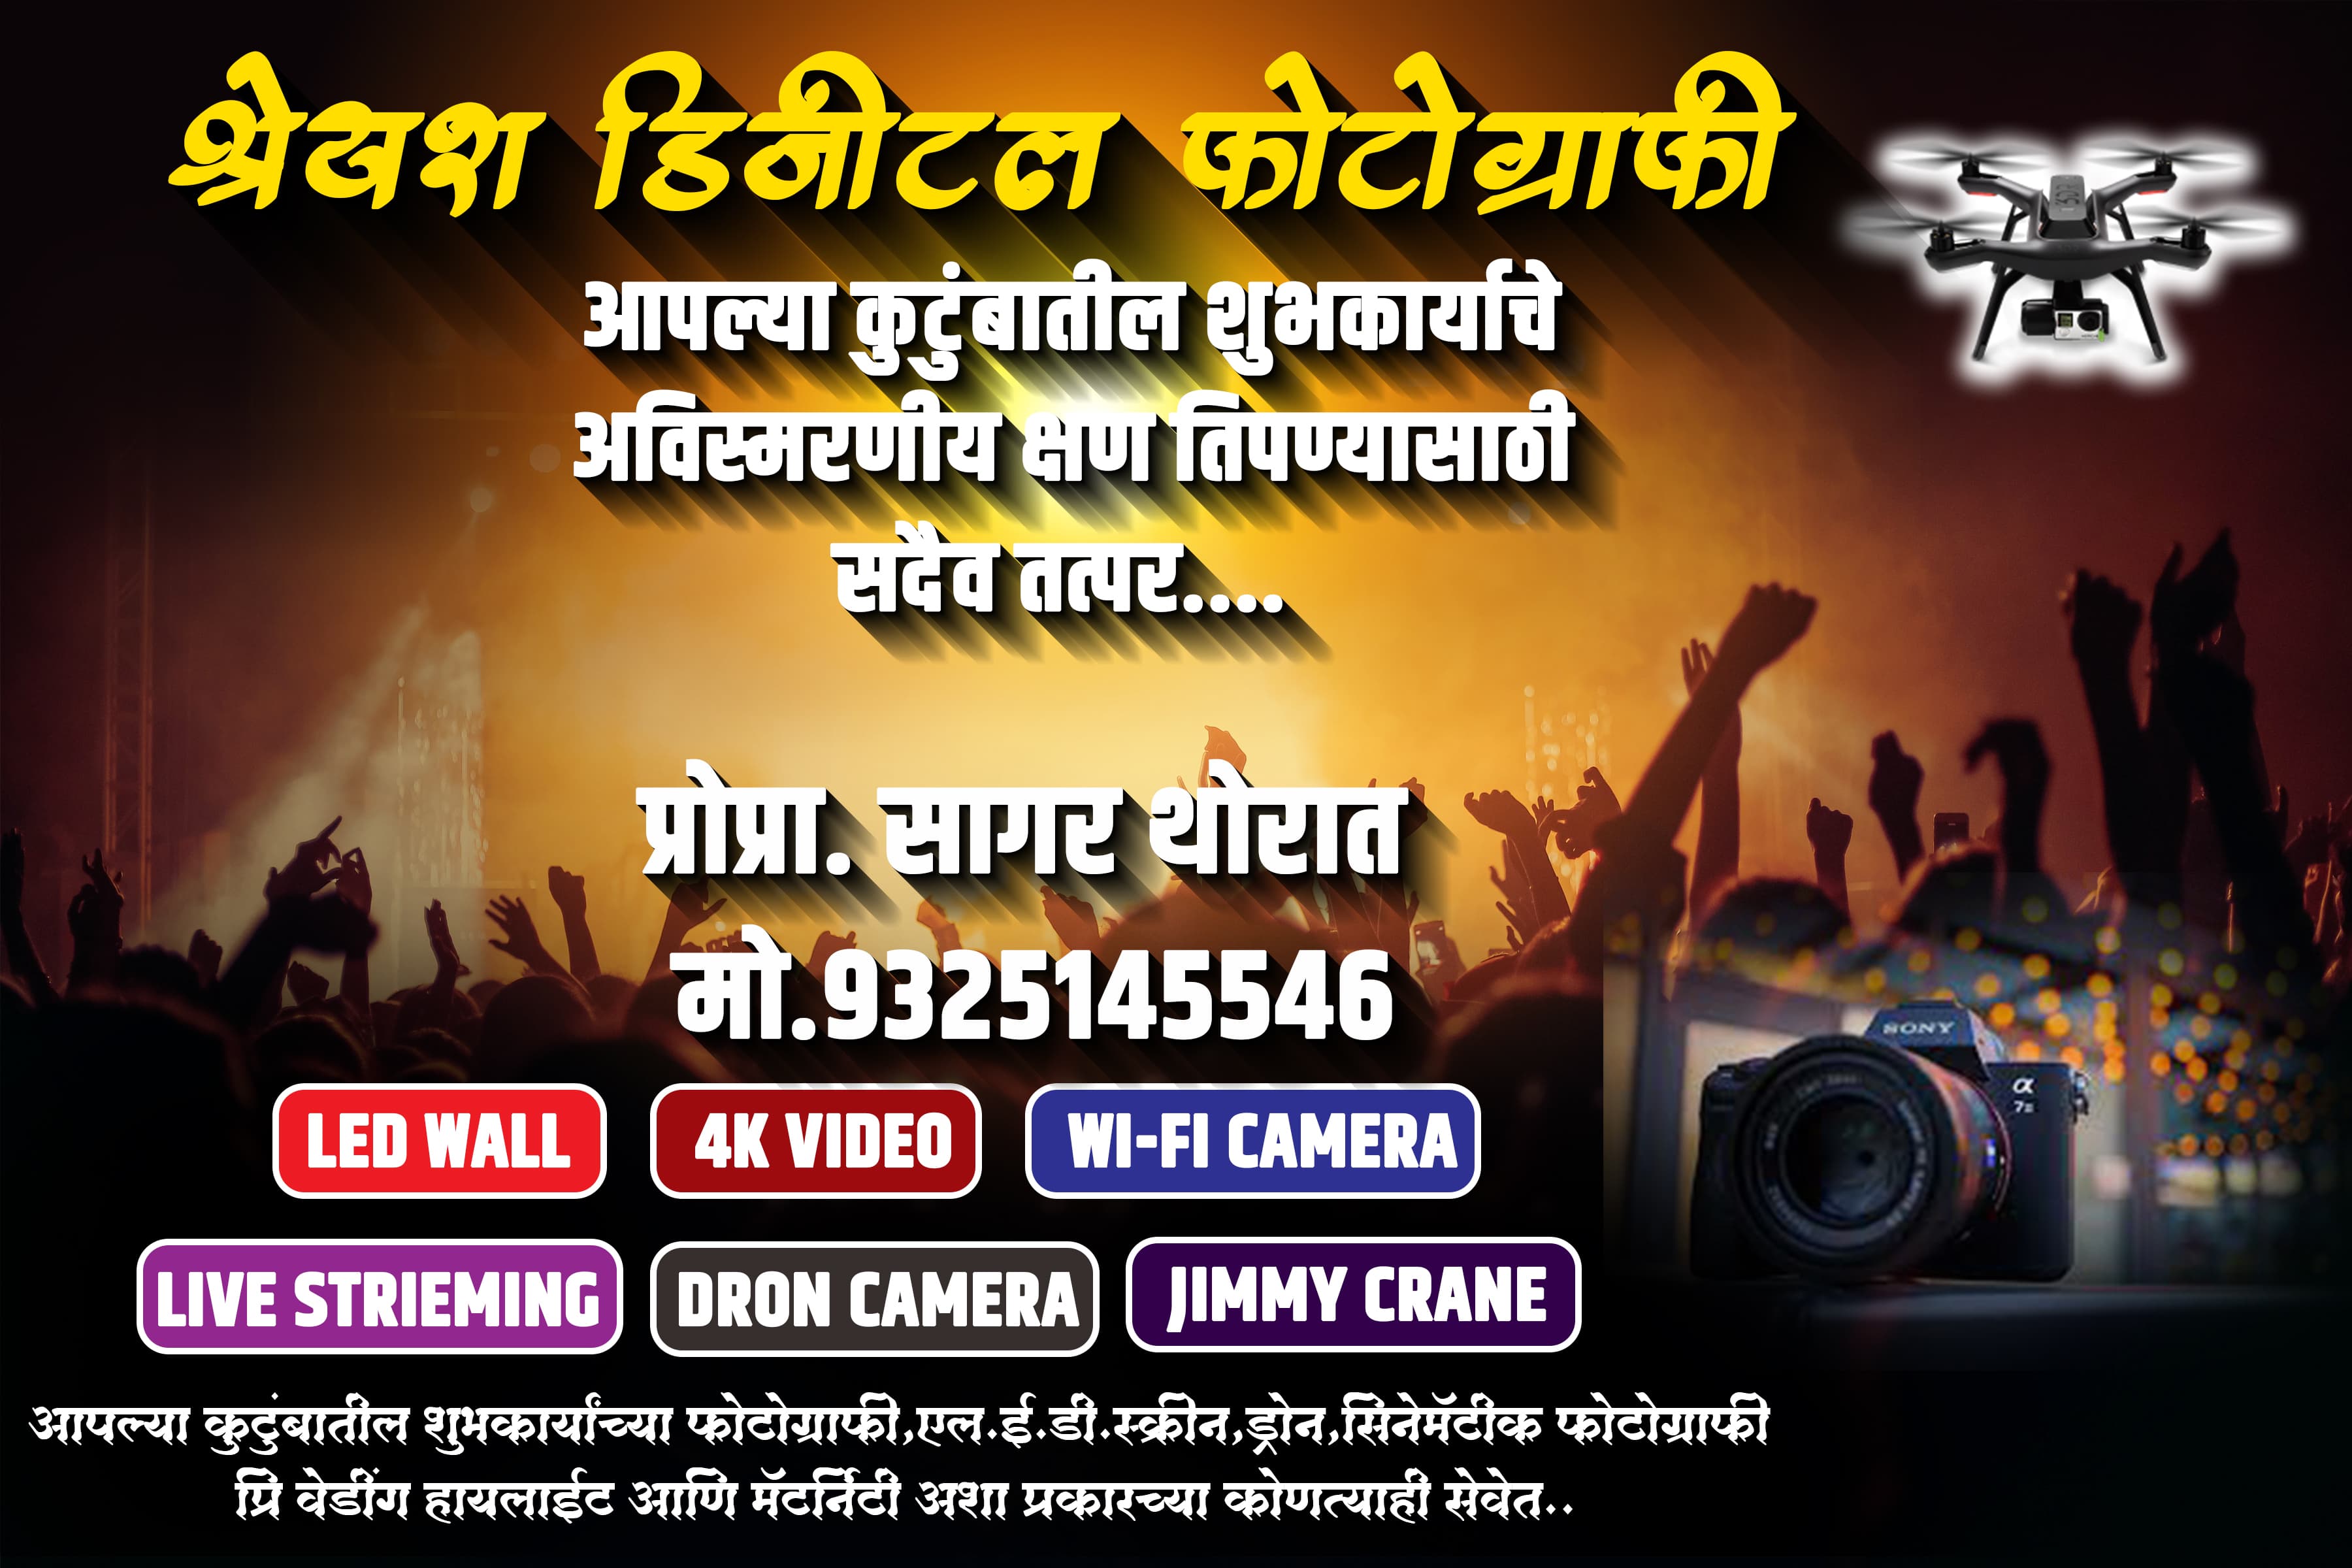 श्रेयश डिजीटल फोटोग्राफी
आपल्या कुटुंबातील शुभकार्याचे
अविस्मरणीय क्षण टिपण्यासाठी
सदैव तत्पर....
प्रोप्रा. सागर थोरात
मो.9325145546
LED WALL
4K VIDEO
WI-FI CAMERA
LIVE STRIEMING
DRON CAMERA
JIMMY CRANE
SONY
α
7II
आपल्या कुटुंबातील शुभकार्यांच्या फोटोग्राफी,एल.ई.डी.स्क्रीन,ड्रोन,सिनेमॅटीक फोटोग्राफी
प्रि वेडींग हायलाईट आणि मॅटर्निटी अशा प्रकारच्या कोणत्याही सेवेत..